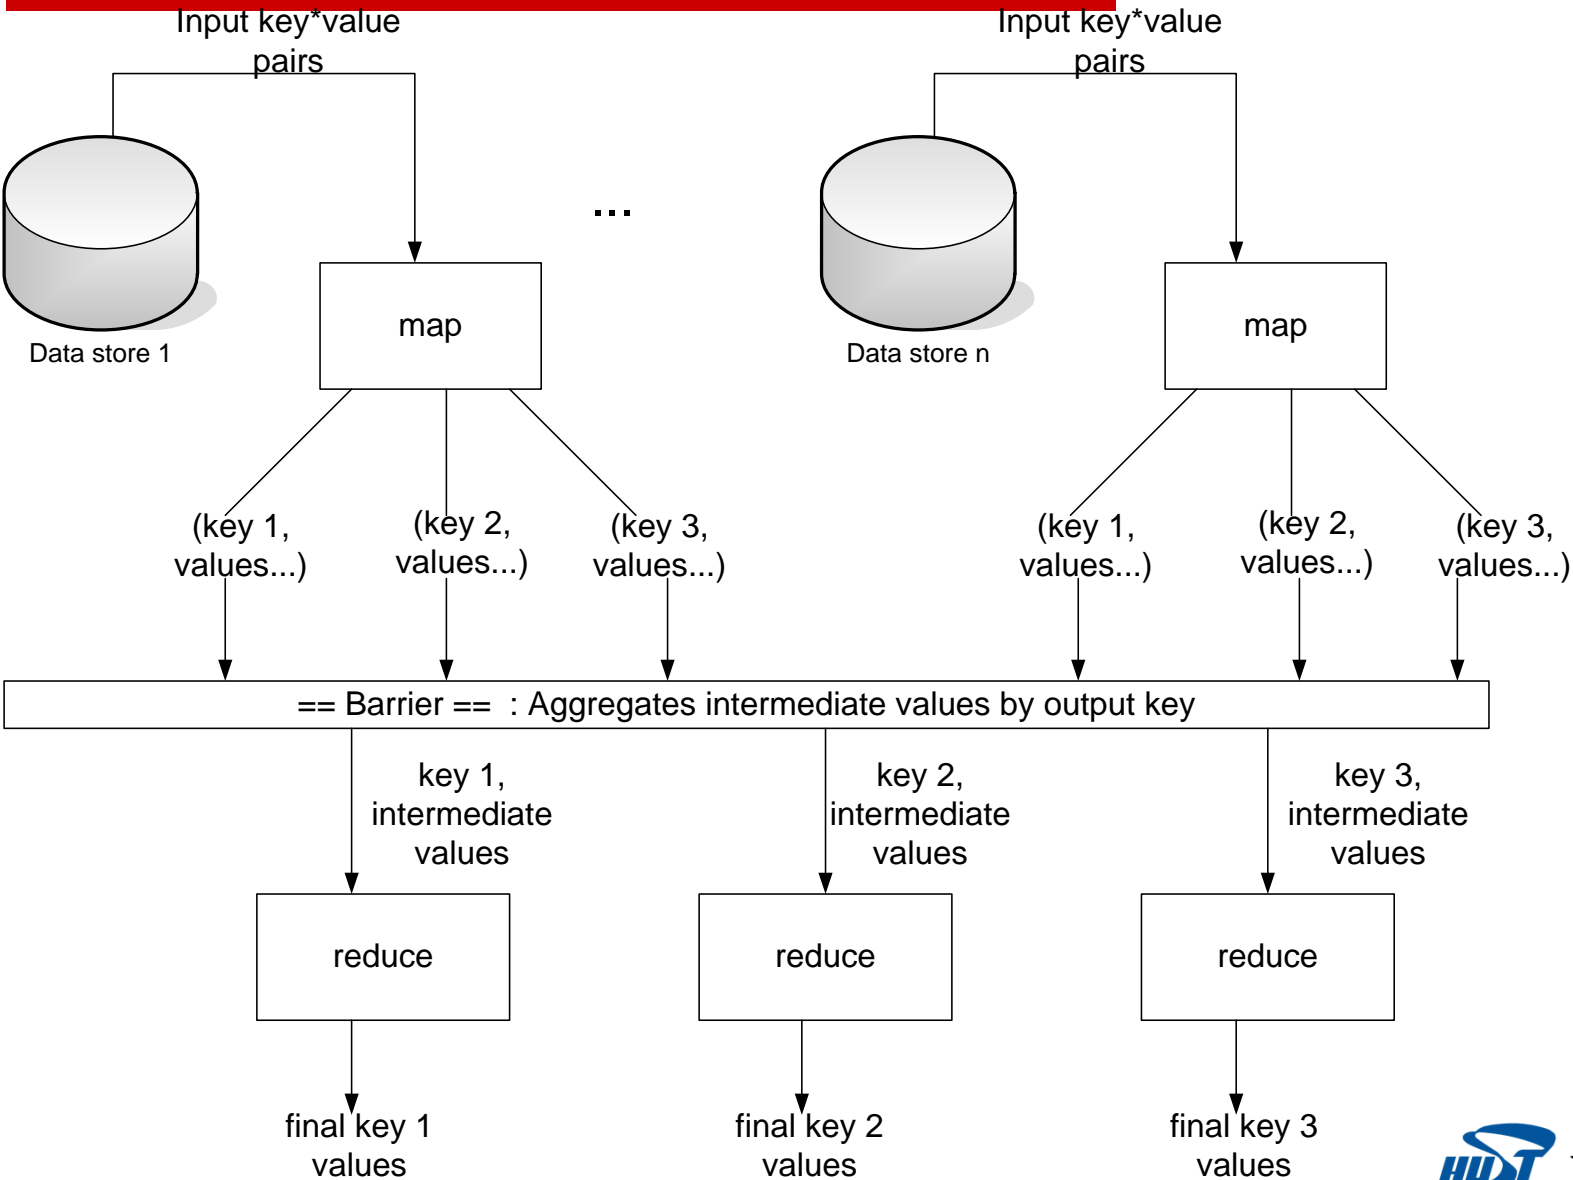 Input key*value
pairs
Input key*value
pairs
...
Data store 1
map
Data store n
map
(key 1,
values...)
(key 2,
values...)
(key 3,
values...)
(key 1,
values...)
(key 2,
values...)
(key 3,
values...)
== Barrier == : Aggregates intermediate values by output key
key 1,
intermediate
values
key 2,
intermediate
values
key 3,
intermediate
values
reduce
reduce
reduce
final key 1
values
final key 2
values
final key 3
values
HUST